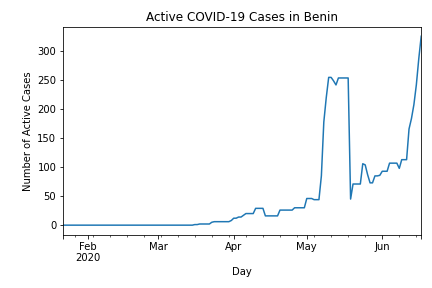 Active COVID-19 Cases in Benin
Number of Active Cases
300
250
200
150
100
50
0
Feb
2020
Mar
Apr
May
Jun
Day